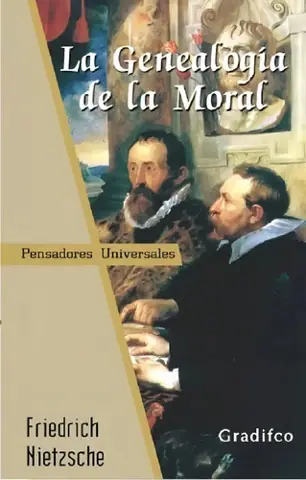 La Genealogía
de la Moral
Pensadores Universales
Friedrich
Nietzsche
Gradifco